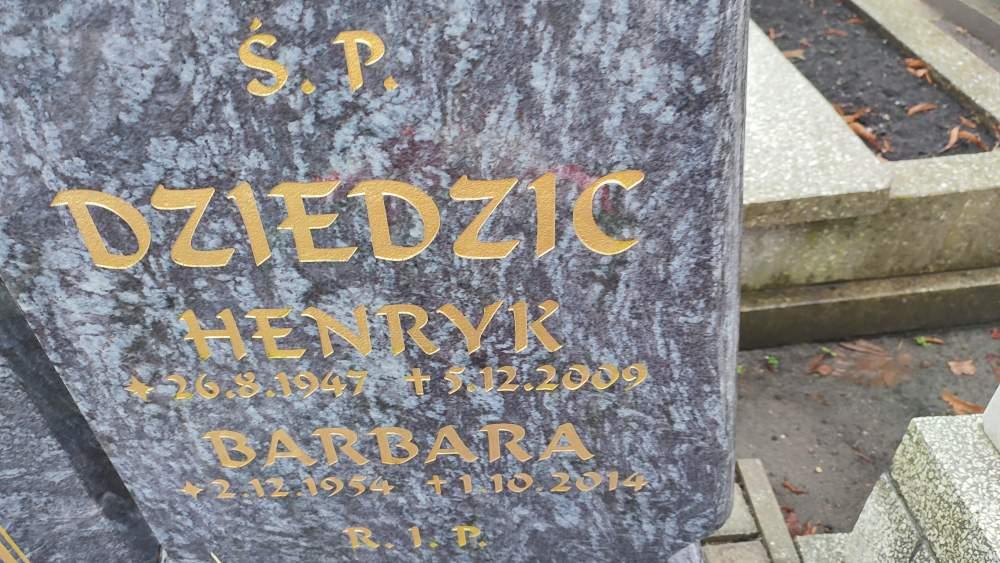 Ś. P.
DZIEDZIC
HENRYK
✦ 26.8.1947 ✝ 5.12.2009
BARBARA
✦ 2.12.1954 ✝ 1.10.2014
R. I. P.